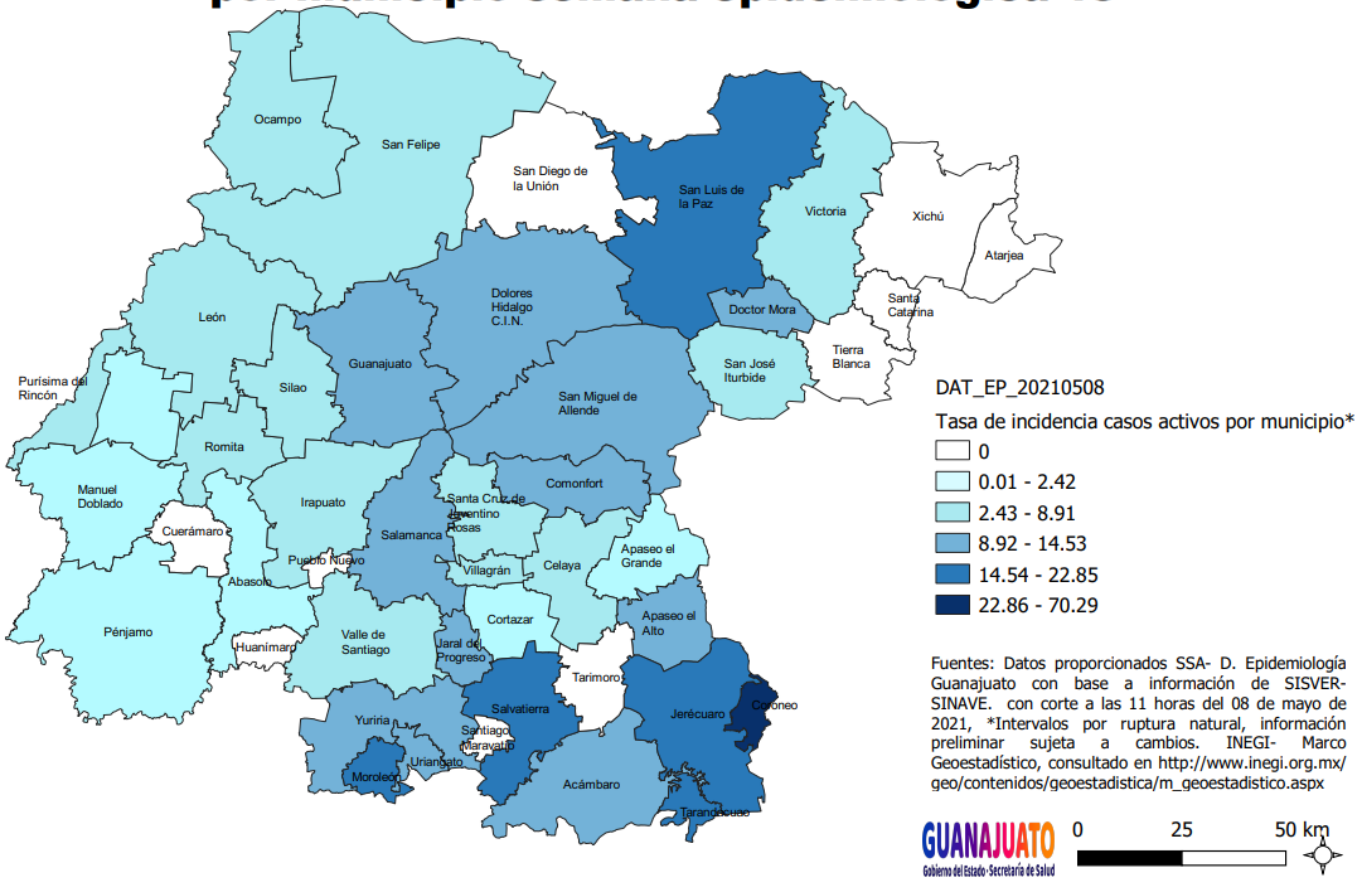 por municipio semana epidemiológica 18
Ocampo
San Felipe
San Diego de
la Unión
San Luis de
la Paz
Victoria
Xichú
Atarjea
Dolores
Hidalgo
C.I.N.
León
Doctor Mora
Santa
Catarina
Guanajuato
San José
Iturbide
Tierra
Blanca
Purísima del
Rincón
Silao
San Miguel de
Allende
Romita
Manuel
Doblado
Irapuato
Comonfort
Santa Cruz de
Juventino
Rosas
Cuerámaro
Salamanca
Apaseo el
Grande
Pueblo Nuevo
Villagrán
Celaya
Abasolo
Pénjamo
Cortazar
Apaseo el
Alto
Valle de
Santiago
Huanímaro
Jaral del
Progreso
Tarimoro
Salvatierra
Jerécuaro
Coroneo
Yuriria
Santiago
Maravatío
Uriangato
Moroleón
Acámbaro
Tarandacuao
DAT_EP_20210508
Tasa de incidencia casos activos por municipio*
0
0.01 - 2.42
2.43 - 8.91
8.92 - 14.53
14.54 - 22.85
22.86 - 70.29
Fuentes: Datos proporcionados SSA- D. Epidemiología
Guanajuato con base a información de SISVER-
SINAVE. con corte a las 11 horas del 08 de mayo de
2021, *Intervalos por ruptura natural, información
preliminar sujeta a cambios. INEGI- Marco
Geoestadístico, consultado en http://www.inegi.org.mx/
geo/contenidos/geoestadistica/m_geoestadistico.aspx
GUANAJUATO
Gobierno del Estado · Secretaría de Salud
0 25 50 km